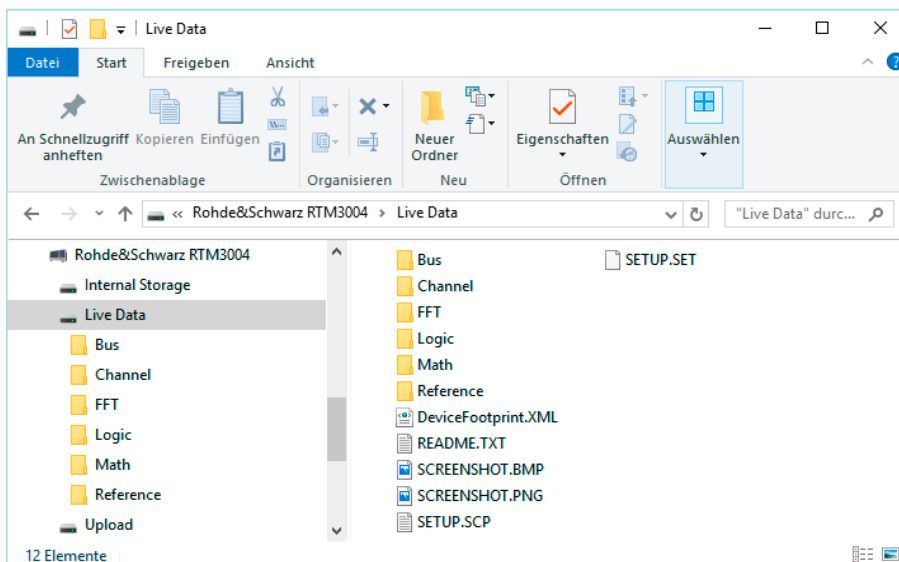 Live Data
Datei Start Freigeben Ansicht
An Schnellzugriff anheften
Kopieren
Einfügen
Neuer Ordner
Eigenschaften
Auswählen
Zwischenablage
Organisieren
Neu
Öffnen
« Rohde&Schwarz RTM3004 > Live Data
"Live Data" durc...
Rohde&Schwarz RTM3004
Internal Storage
Live Data
Bus
Channel
FFT
Logic
Math
Reference
Upload
Bus
Channel
FFT
Logic
Math
Reference
DeviceFootprint.XML
README.TXT
SCREENSHOT.BMP
SCREENSHOT.PNG
SETUP.SCP
SETUP.SET
12 Elemente